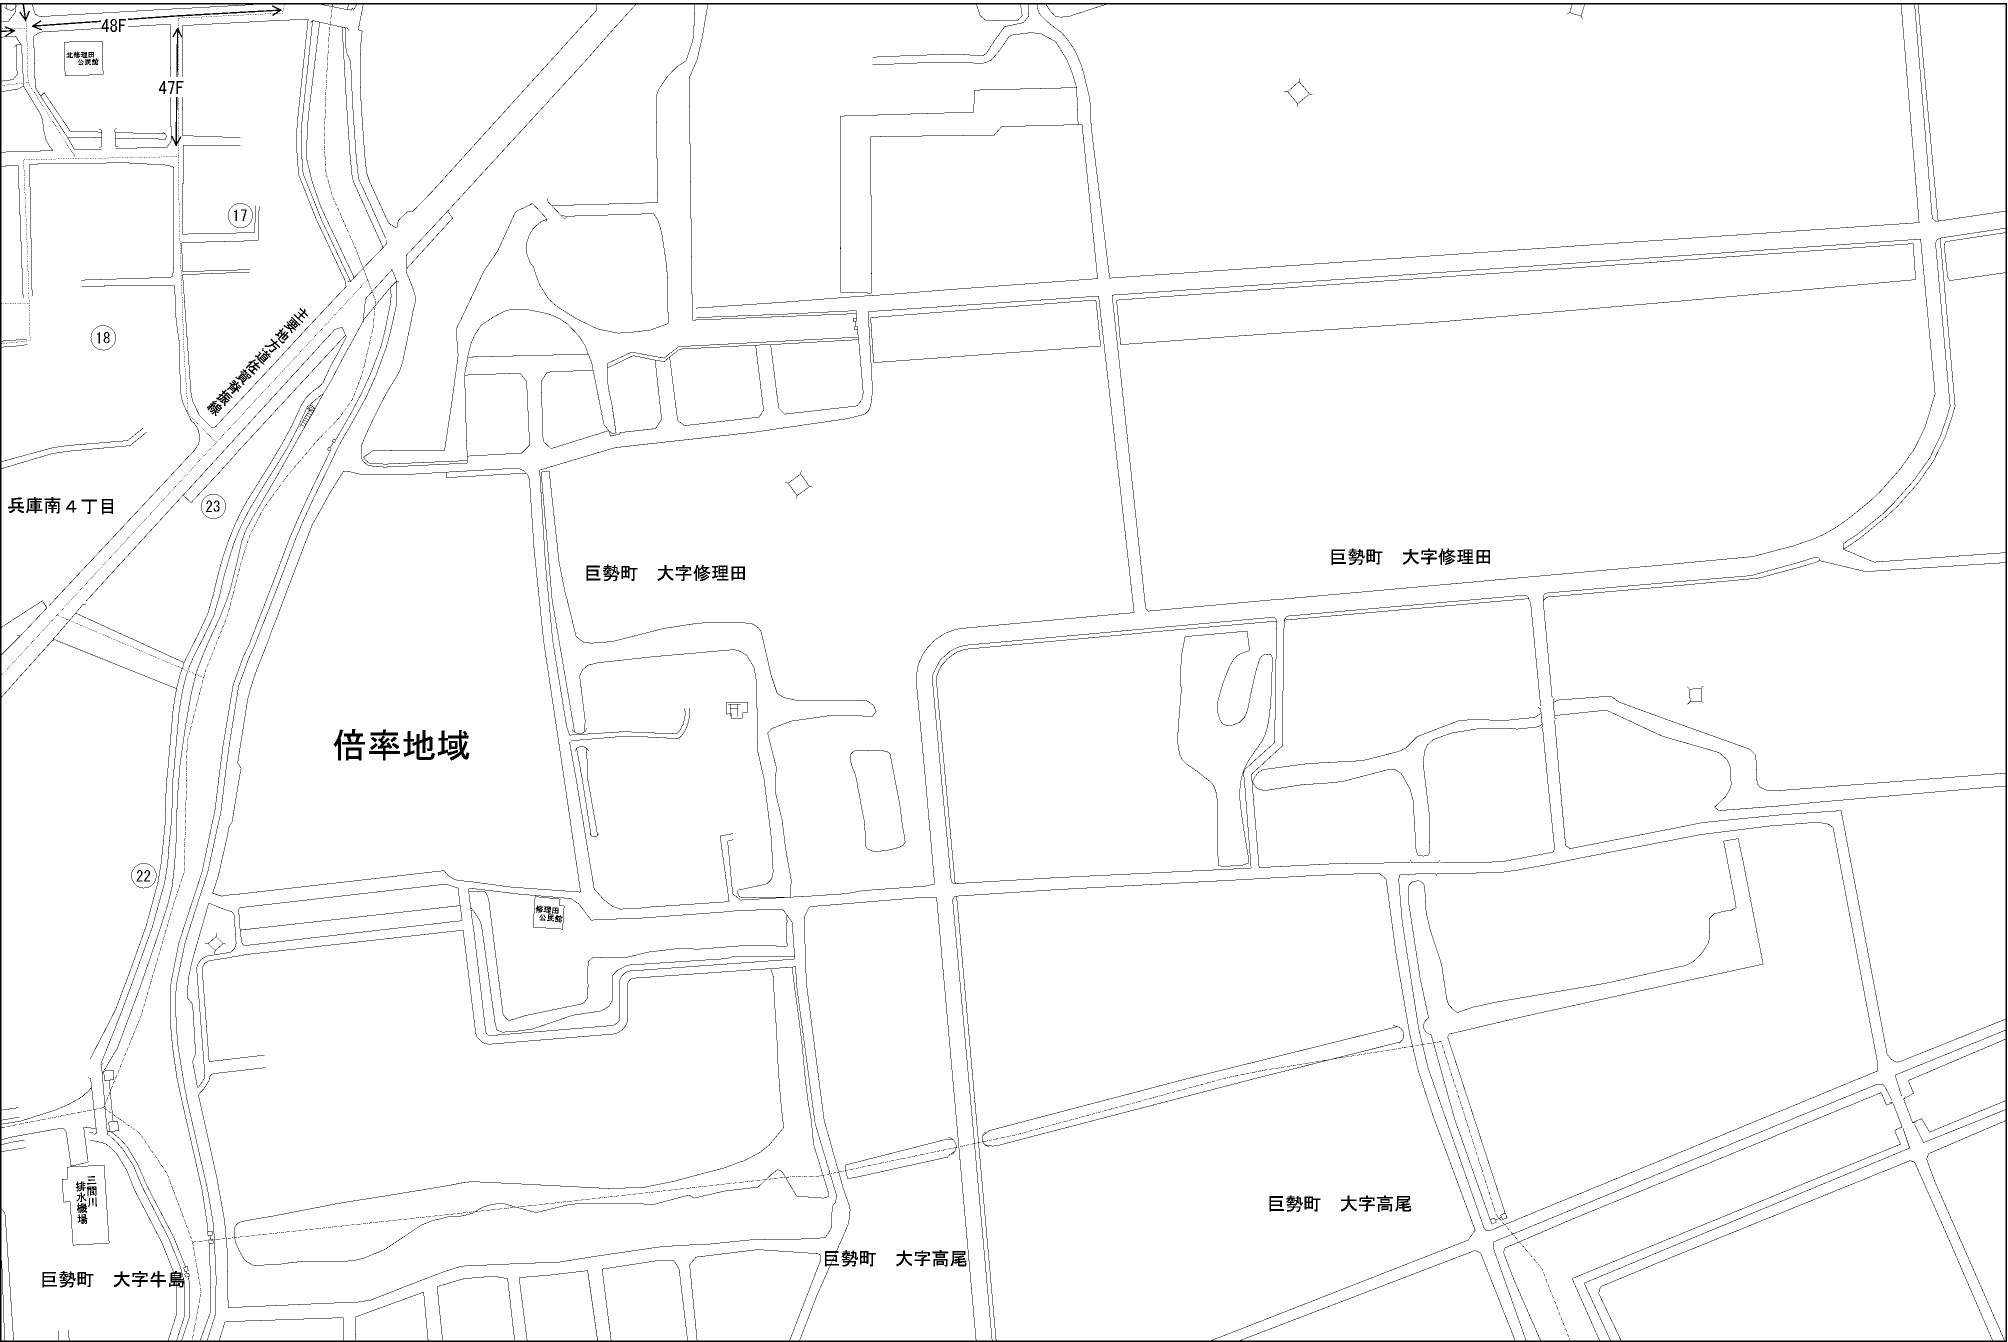 48F
北修理田
公民館
47F
17
18
主要地方道佐賀脊振線
23
兵庫南４丁目
巨勢町　大字修理田
巨勢町　大字修理田
倍率地域
22
修理田
公民館
三間川
排水機場
巨勢町　大字高尾
巨勢町　大字高尾
巨勢町　大字牛島